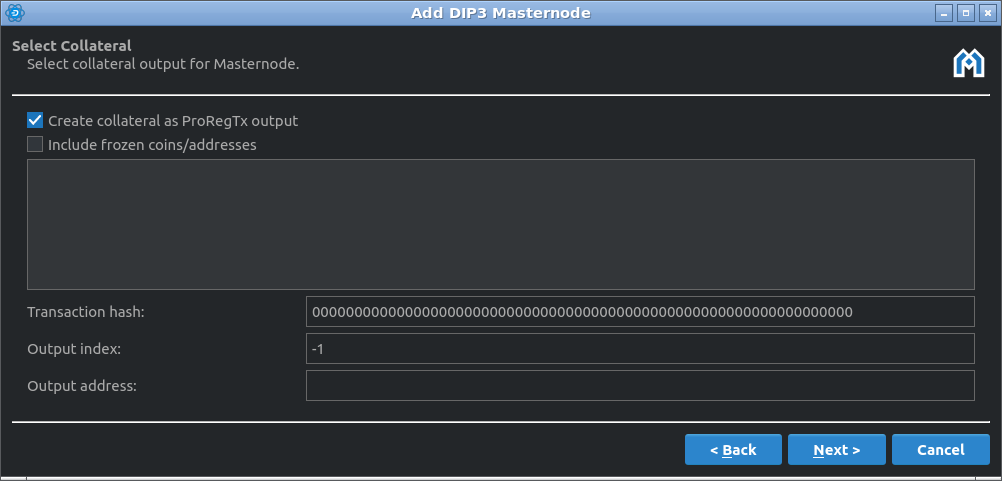 Add DIP3 Masternode
Select Collateral
Select collateral output for Masternode.
Create collateral as ProRegTx output
Include frozen coins/addresses
Transaction hash:
0000000000000000000000000000000000000000000000000000000000000000
Output index:
-1
Output address:
< Back
Next >
Cancel